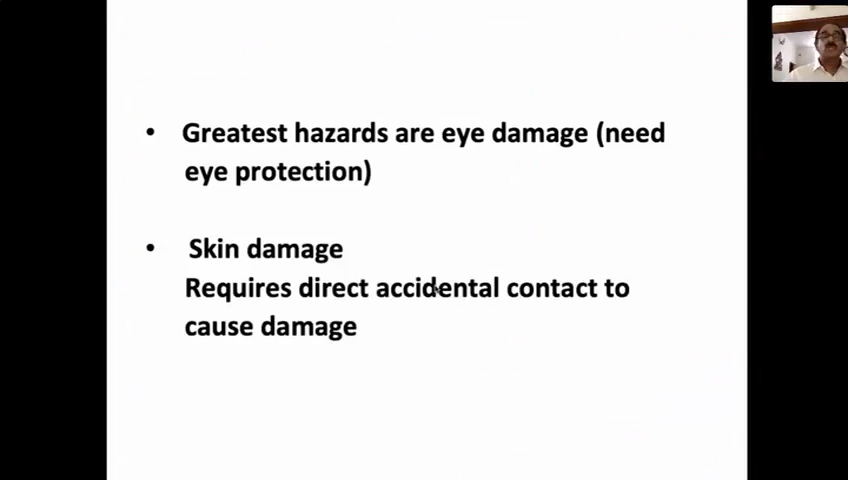 • Greatest hazards are eye damage (need
eye protection)
• Skin damage
Requires direct accidental contact to
cause damage